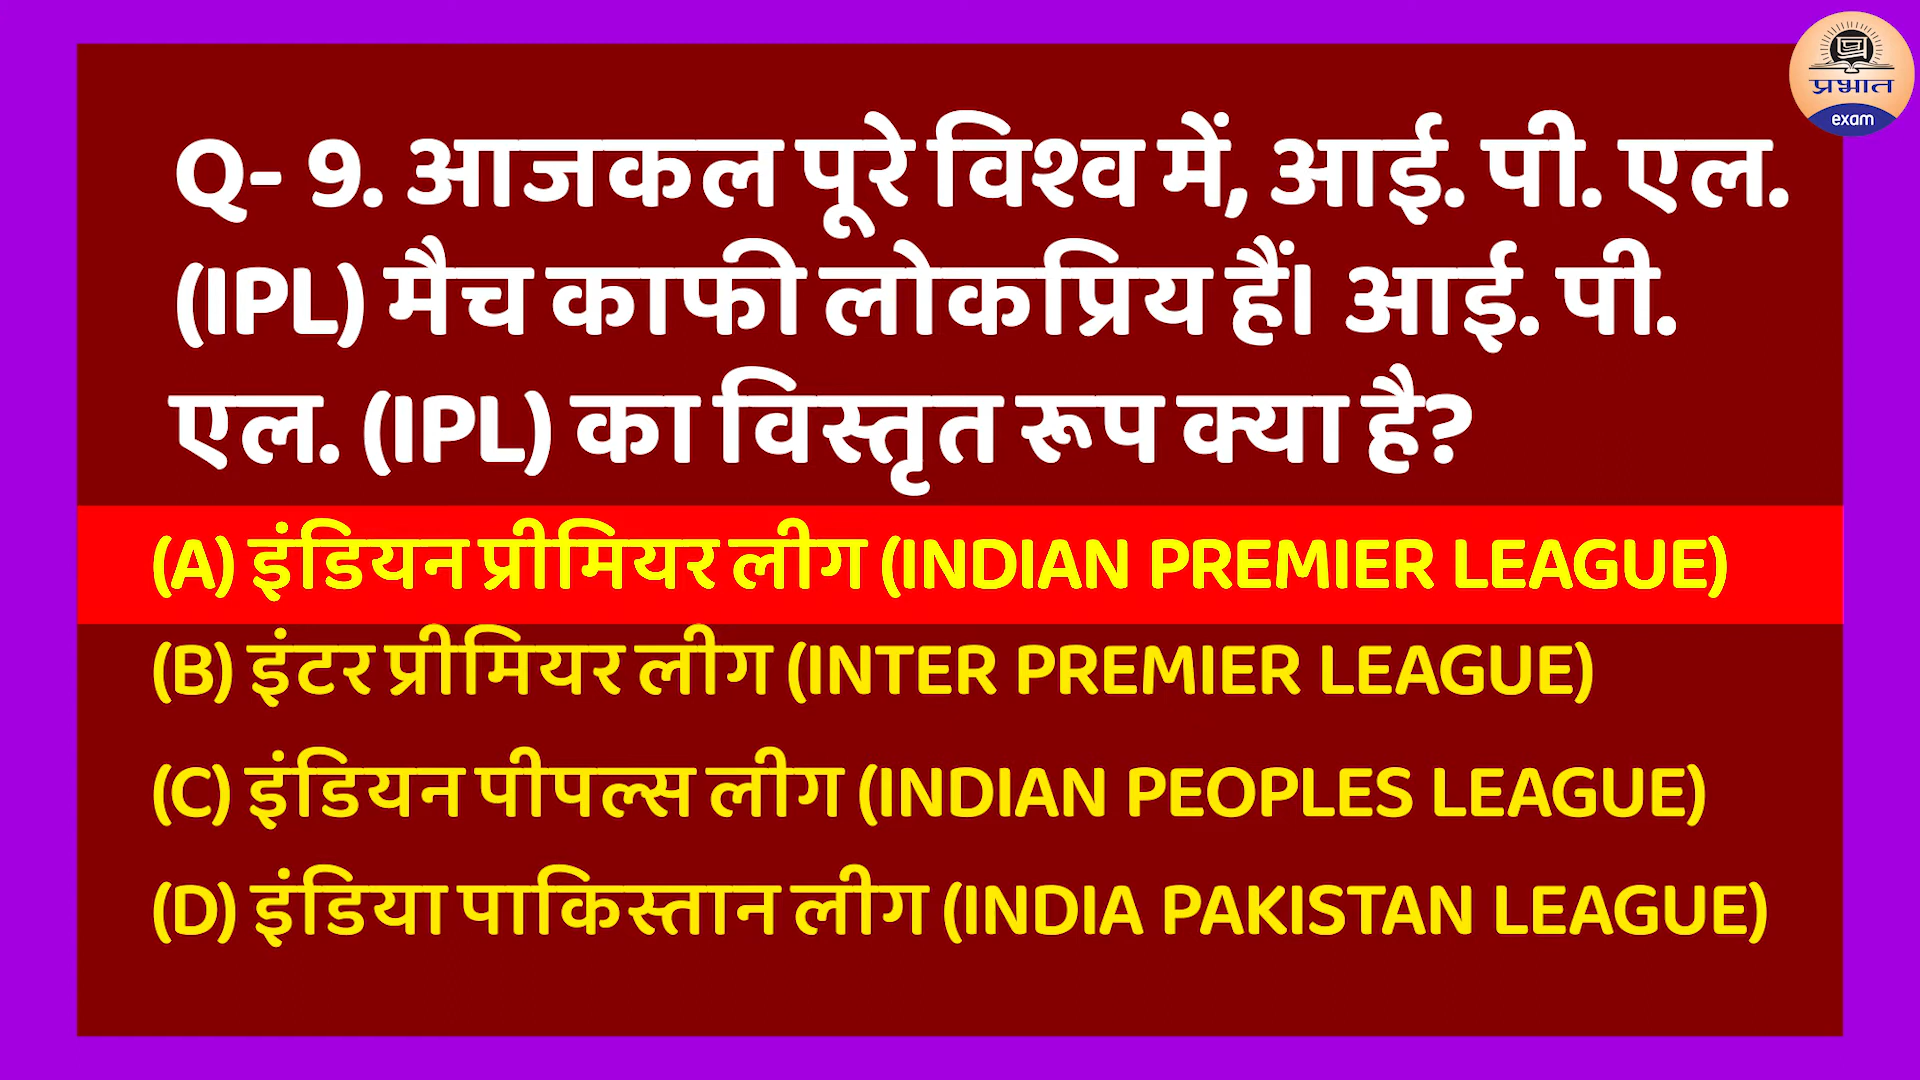 प्रभात
exam
Q- 9. आजकल पूरे विश्व में, आई. पी. एल.
(IPL) मैच काफी लोकप्रिय हैं। आई. पी.
एल. (IPL) का विस्तृत रूप क्या है?
(A) इंडियन प्रीमियर लीग (INDIAN PREMIER LEAGUE)
(B) इंटर प्रीमियर लीग (INTER PREMIER LEAGUE)
(C) इंडियन पीपल्स लीग (INDIAN PEOPLES LEAGUE)
(D) इंडिया पाकिस्तान लीग (INDIA PAKISTAN LEAGUE)